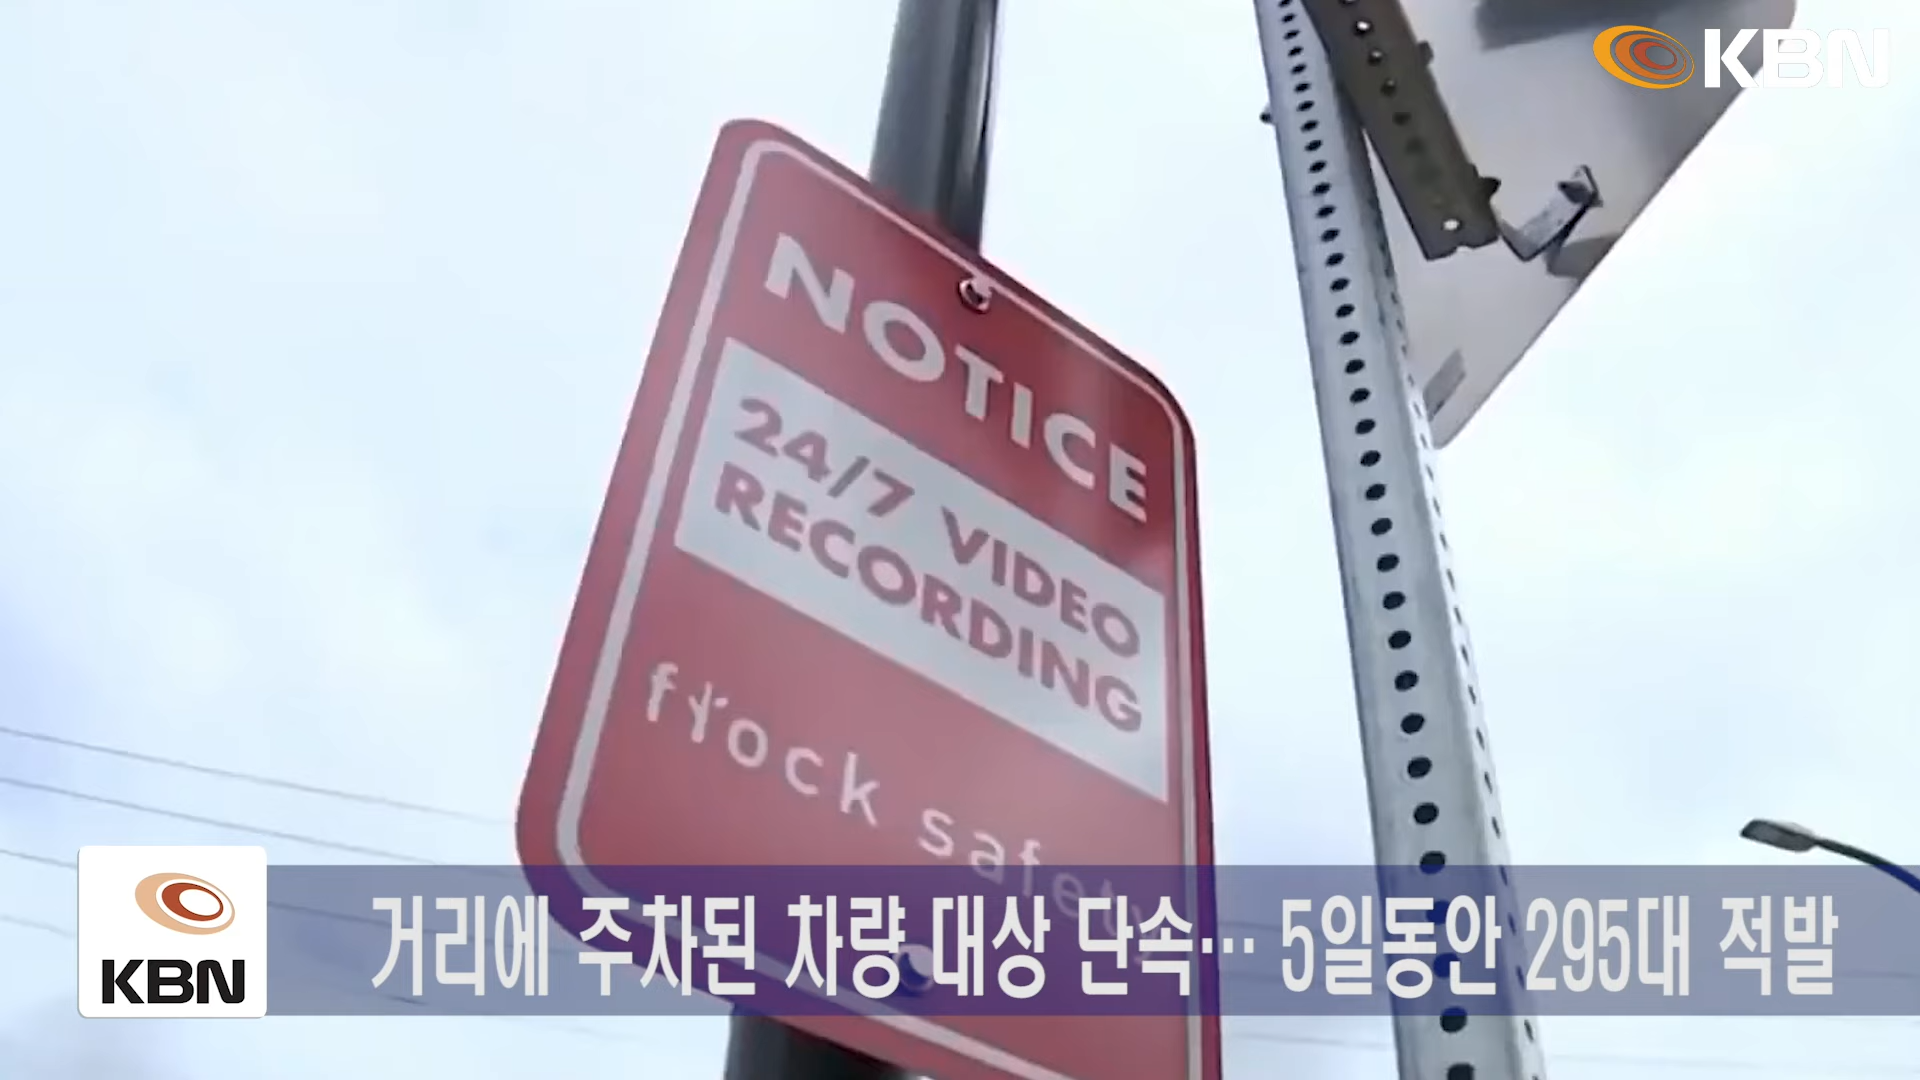 KBN
NOTICE
24/7 VIDEO
RECORDING
flock safety
거리에 주차된 차량 대상 단속··· 5일동안 295대 적발
KBN